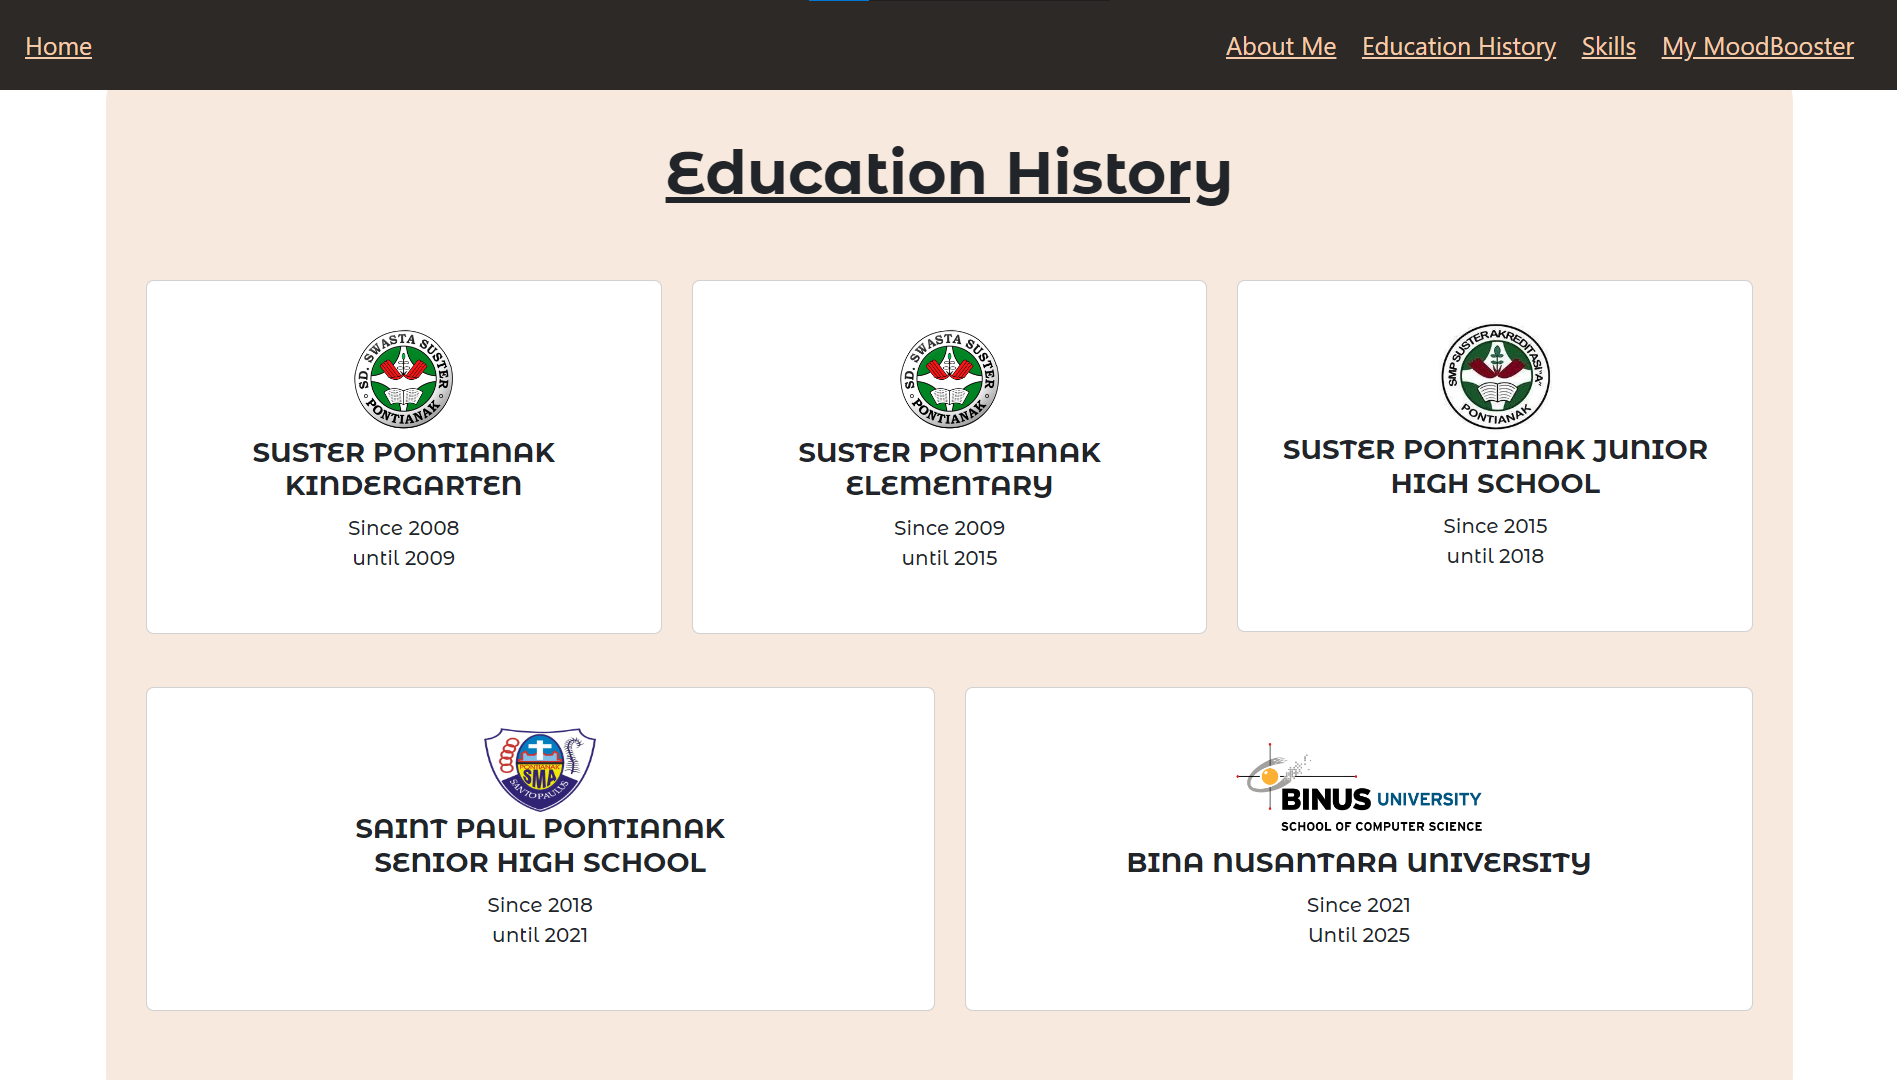 Home
About Me Education History Skills My MoodBooster
Education History
SD. SWASTA SUSTER
PONTIANAK
SUSTER PONTIANAK
KINDERGARTEN
Since 2008
until 2009
SD. SWASTA SUSTER
PONTIANAK
SUSTER PONTIANAK
ELEMENTARY
Since 2009
until 2015
SMP SUSTER AKREDITASI "A"
PONTIANAK
SUSTER PONTIANAK JUNIOR
HIGH SCHOOL
Since 2015
until 2018
PONTIANAK
SMA
SANTO PAULUS
SAINT PAUL PONTIANAK
SENIOR HIGH SCHOOL
Since 2018
until 2021
BINUS UNIVERSITY
SCHOOL OF COMPUTER SCIENCE
BINA NUSANTARA UNIVERSITY
Since 2021
Until 2025